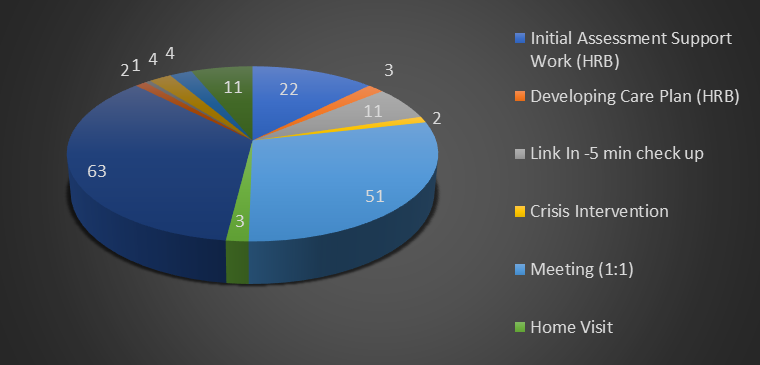 22
3
11
2
51
3
63
2
1
4
4
11
Initial Assessment Support
Work (HRB)
Developing Care Plan (HRB)
Link In -5 min check up
Crisis Intervention
Meeting (1:1)
Home Visit